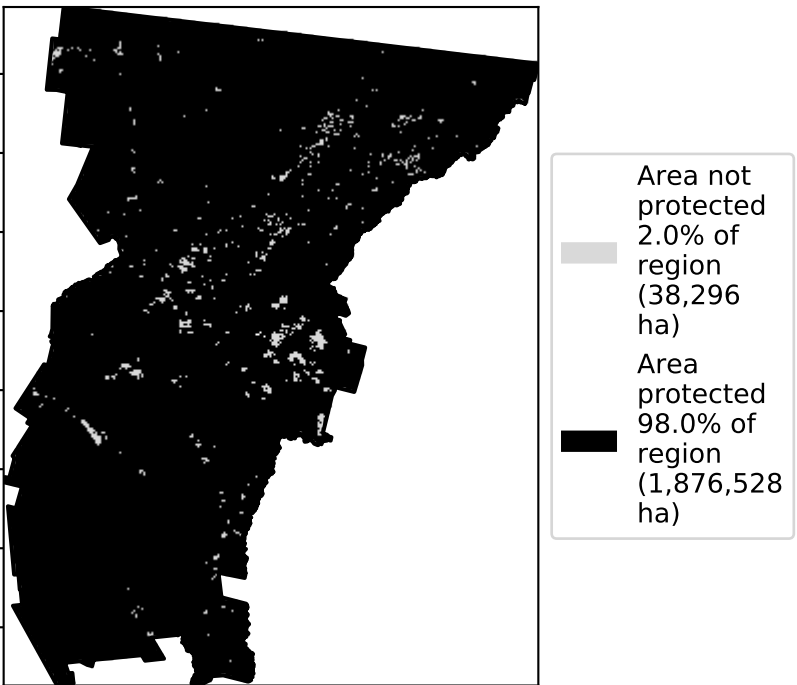 Area not
protected
2.0% of
region
(38,296
ha)
Area
protected
98.0% of
region
(1,876,528
ha)